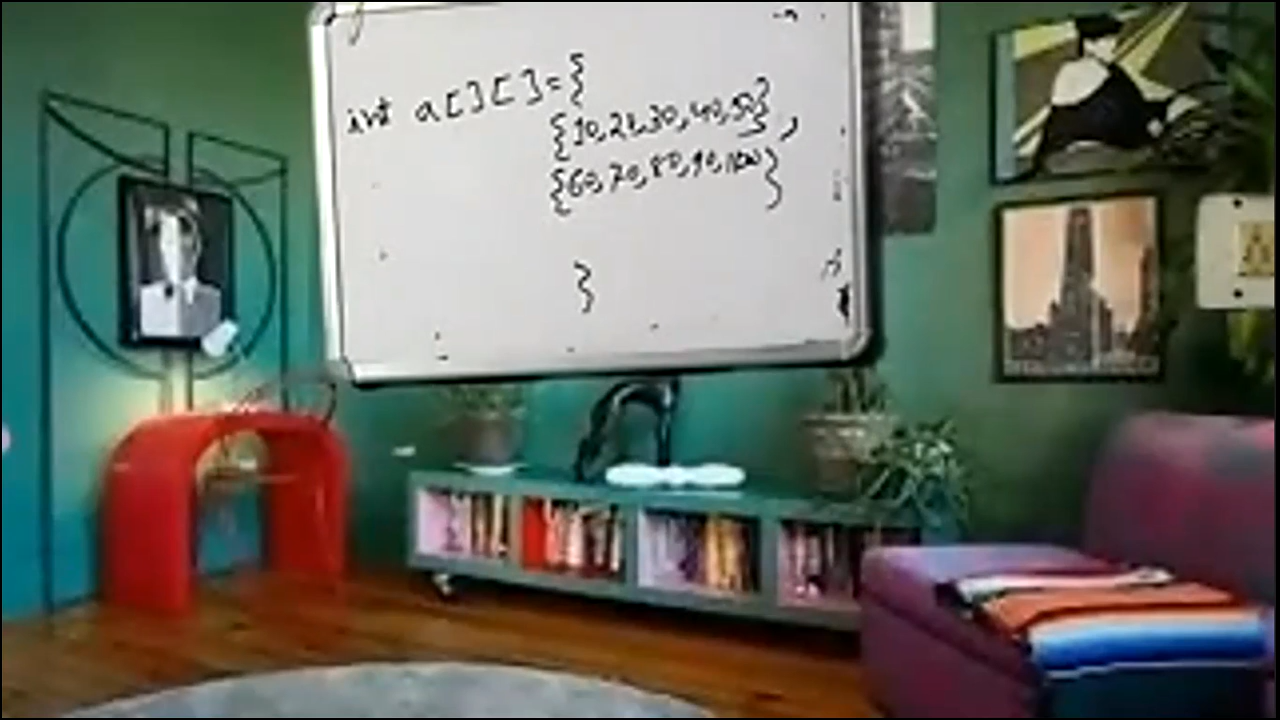 int a[][]={
{10,20,30,40,50},
{60,70,80,90,100}
}